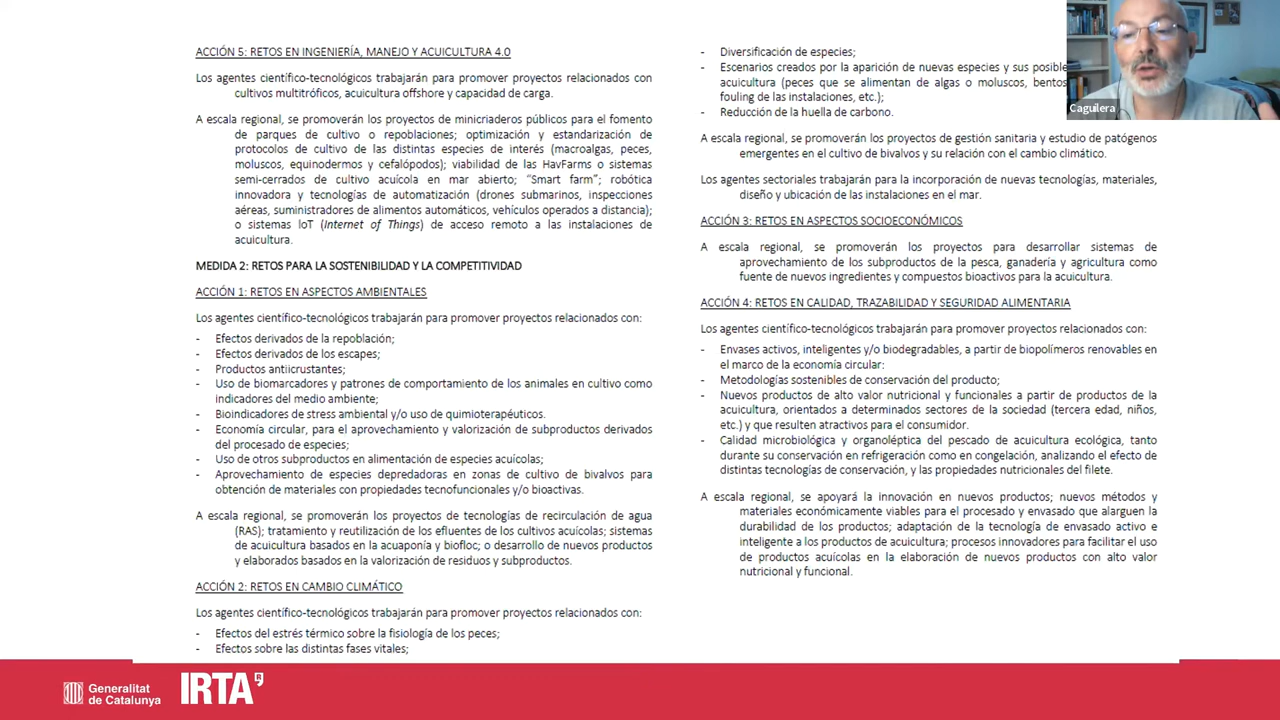 ACCIÓN 5: RETOS EN INGENIERÍA, MANEJO Y ACUICULTURA 4.0
Los agentes científico-tecnológicos trabajarán para promover proyectos relacionados con
cultivos multitróficos, acuicultura offshore y capacidad de carga.
A escala regional, se promoverán los proyectos de minicriaderos públicos para el fomento
de parques de cultivo o repoblaciones; optimización y estandarización de
protocolos de cultivo de las distintas especies de interés (macroalgas, peces,
moluscos, equinodermos y cefalópodos); viabilidad de las HavFarms o sistemas
semi-cerrados de cultivo acuícola en mar abierto; “Smart farm”; robótica
innovadora y tecnologías de automatización (drones submarinos, inspecciones
aéreas, suministradores de alimentos automáticos, vehículos operados a distancia);
o sistemas IoT (Internet of Things) de acceso remoto a las instalaciones de
acuicultura.
MEDIDA 2: RETOS PARA LA SOSTENIBILIDAD Y LA COMPETITIVIDAD
ACCIÓN 1: RETOS EN ASPECTOS AMBIENTALES
Los agentes científico-tecnológicos trabajarán para promover proyectos relacionados con:
- Efectos derivados de la repoblación;
- Efectos derivados de los escapes;
- Productos antiicrustantes;
- Uso de biomarcadores y patrones de comportamiento de los animales en cultivo como
indicadores del medio ambiente;
- Bioindicadores de stress ambiental y/o uso de quimioterapéuticos.
- Economía circular, para el aprovechamiento y valorización de subproductos derivados
del procesado de especies;
- Uso de otros subproductos en alimentación de especies acuícolas;
- Aprovechamiento de especies depredadoras en zonas de cultivo de bivalvos para
obtención de materiales con propiedades tecnofuncionales y/o bioactivas.
A escala regional, se promoverán los proyectos de tecnologías de recirculación de agua
(RAS); tratamiento y reutilización de los efluentes de los cultivos acuícolas; sistemas
de acuicultura basados en la acuaponía y biofloc; o desarrollo de nuevos productos
y elaborados basados en la valorización de residuos y subproductos.
ACCIÓN 2: RETOS EN CAMBIO CLIMÁTICO
Los agentes científico-tecnológicos trabajarán para promover proyectos relacionados con:
- Efectos del estrés térmico sobre la fisiología de los peces;
- Efectos sobre las distintas fases vitales;
- Diversificación de especies;
- Escenarios creados por la aparición de nuevas especies y sus posible
acuicultura (peces que se alimentan de algas o moluscos, bentos
fouling de las instalaciones, etc.);
- Reducción de la huella de carbono.
A escala regional, se promoverán los proyectos de gestión sanitaria y estudio de patógenos
emergentes en el cultivo de bivalvos y su relación con el cambio climático.
Los agentes sectoriales trabajarán para la incorporación de nuevas tecnologías, materiales,
diseño y ubicación de las instalaciones en el mar.
ACCIÓN 3: RETOS EN ASPECTOS SOCIOECONÓMICOS
A escala regional, se promoverán los proyectos para desarrollar sistemas de
aprovechamiento de los subproductos de la pesca, ganadería y agricultura como
fuente de nuevos ingredientes y compuestos bioactivos para la acuicultura.
ACCIÓN 4: RETOS EN CALIDAD, TRAZABILIDAD Y SEGURIDAD ALIMENTARIA
Los agentes científico-tecnológicos trabajarán para promover proyectos relacionados con:
- Envases activos, inteligentes y/o biodegradables, a partir de biopolímeros renovables en
el marco de la economía circular:
- Metodologías sostenibles de conservación del producto;
- Nuevos productos de alto valor nutricional y funcionales a partir de productos de la
acuicultura, orientados a determinados sectores de la sociedad (tercera edad, niños,
etc.) y que resulten atractivos para el consumidor.
- Calidad microbiológica y organoléptica del pescado de acuicultura ecológica, tanto
durante su conservación en refrigeración como en congelación, analizando el efecto de
distintas tecnologías de conservación, y las propiedades nutricionales del filete.
A escala regional, se apoyará la innovación en nuevos productos; nuevos métodos y
materiales económicamente viables para el procesado y envasado que alarguen la
durabilidad de los productos; adaptación de la tecnología de envasado activo e
inteligente a los productos de acuicultura; procesos innovadores para facilitar el uso
de productos acuícolas en la elaboración de nuevos productos con alto valor
nutricional y funcional.
Caguilera
Generalitat
de Catalunya
IRTA